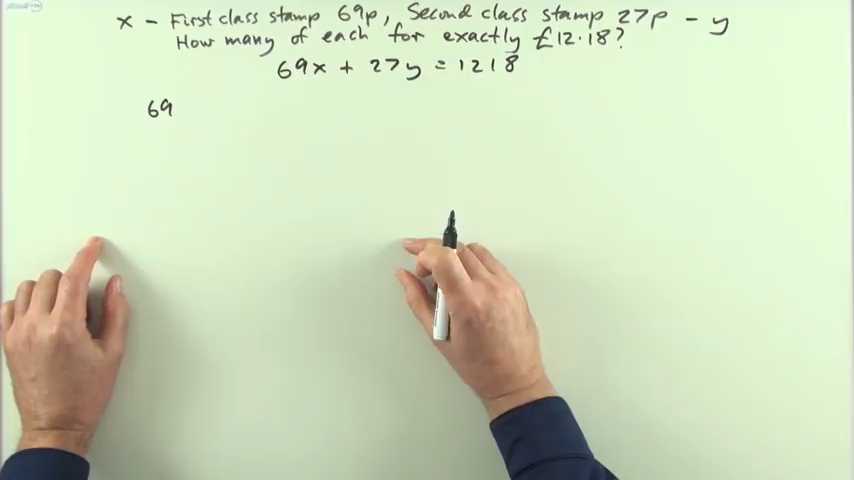 x - First class stamp 69p, Second class stamp 27p - y
How many of each for exactly £12.18?
69x + 27y = 1218
69